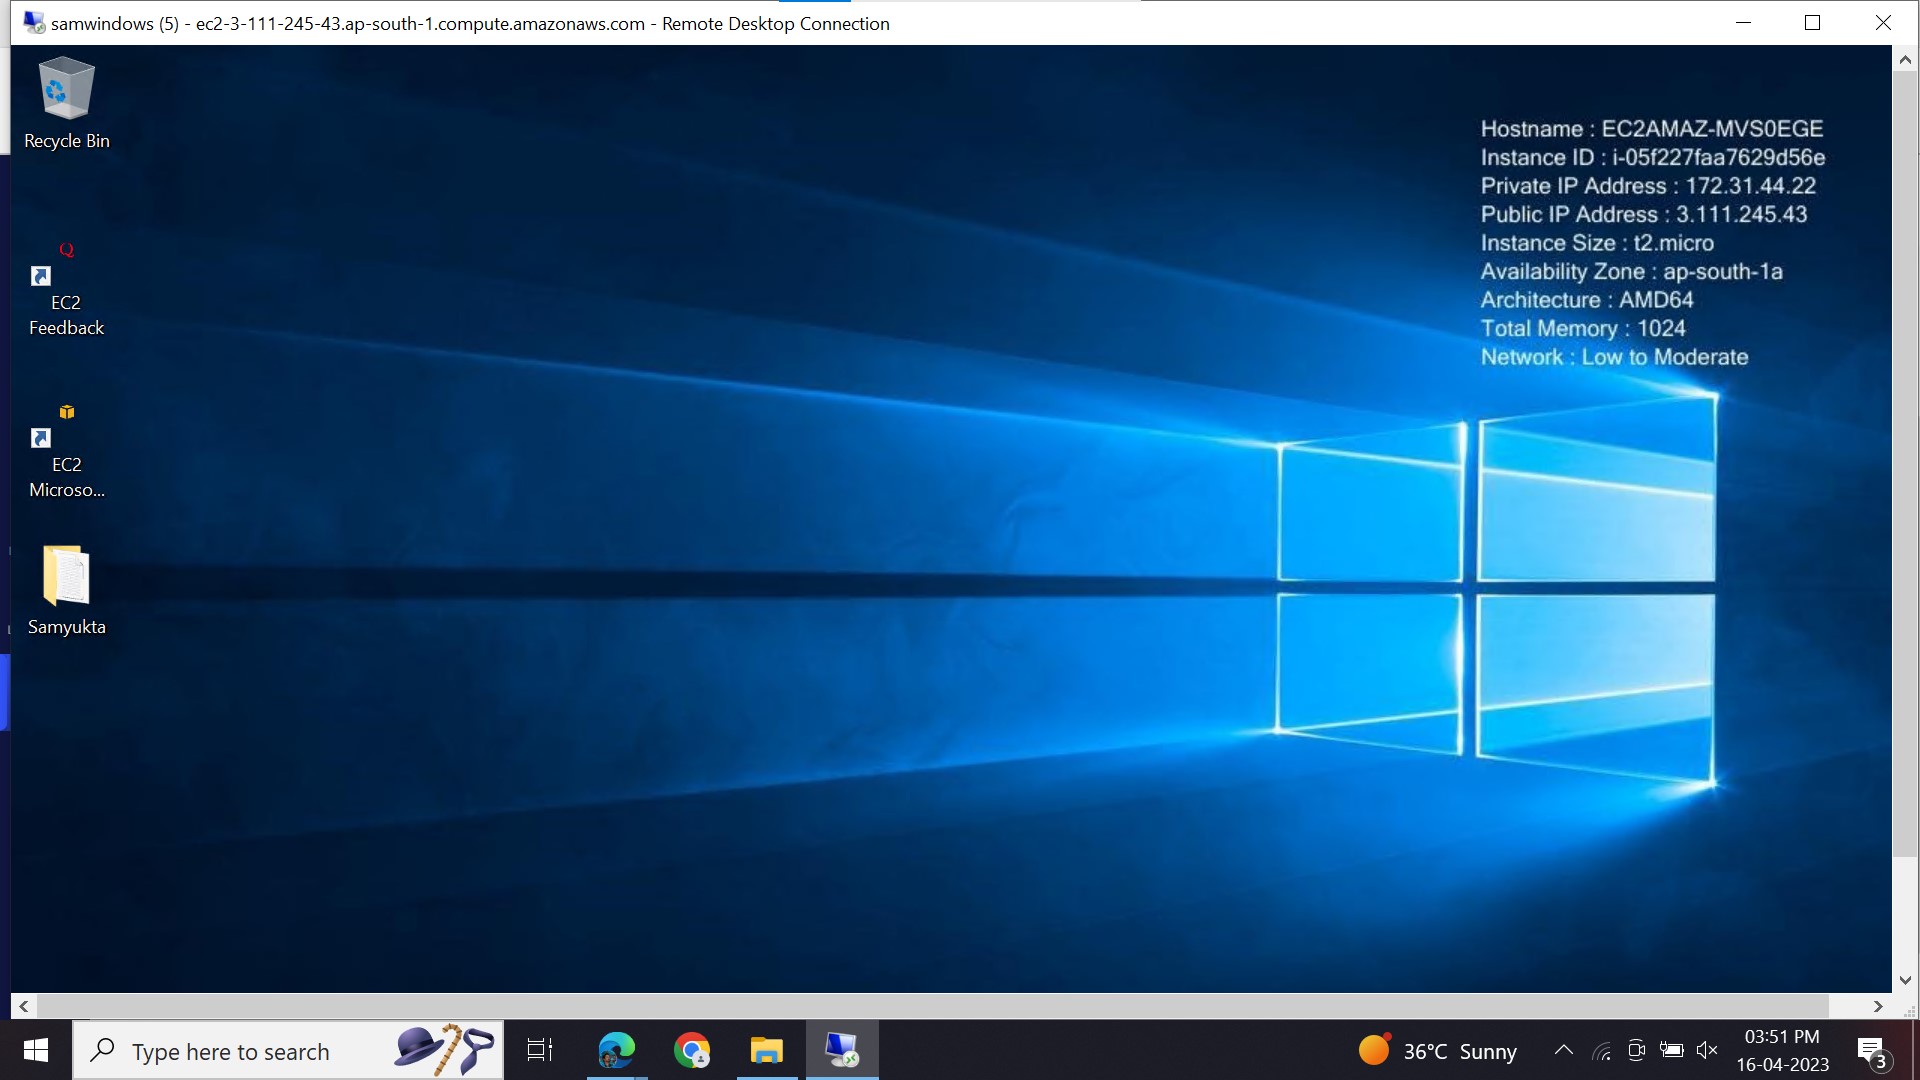 samwindows (5) - ec2-3-111-245-43.ap-south-1.compute.amazonaws.com - Remote Desktop Connection
Recycle Bin
Hostname : EC2AMAZ-MVS0EGE
Instance ID : i-05f227faa7629d56e
Private IP Address : 172.31.44.22
Public IP Address : 3.111.245.43
Instance Size : t2.micro
Availability Zone : ap-south-1a
Architecture : AMD64
Total Memory : 1024
Network : Low to Moderate
Q
EC2
Feedback
EC2
Microso...
Samyukta
Type here to search
36°C Sunny
03:51 PM
16-04-2023
3